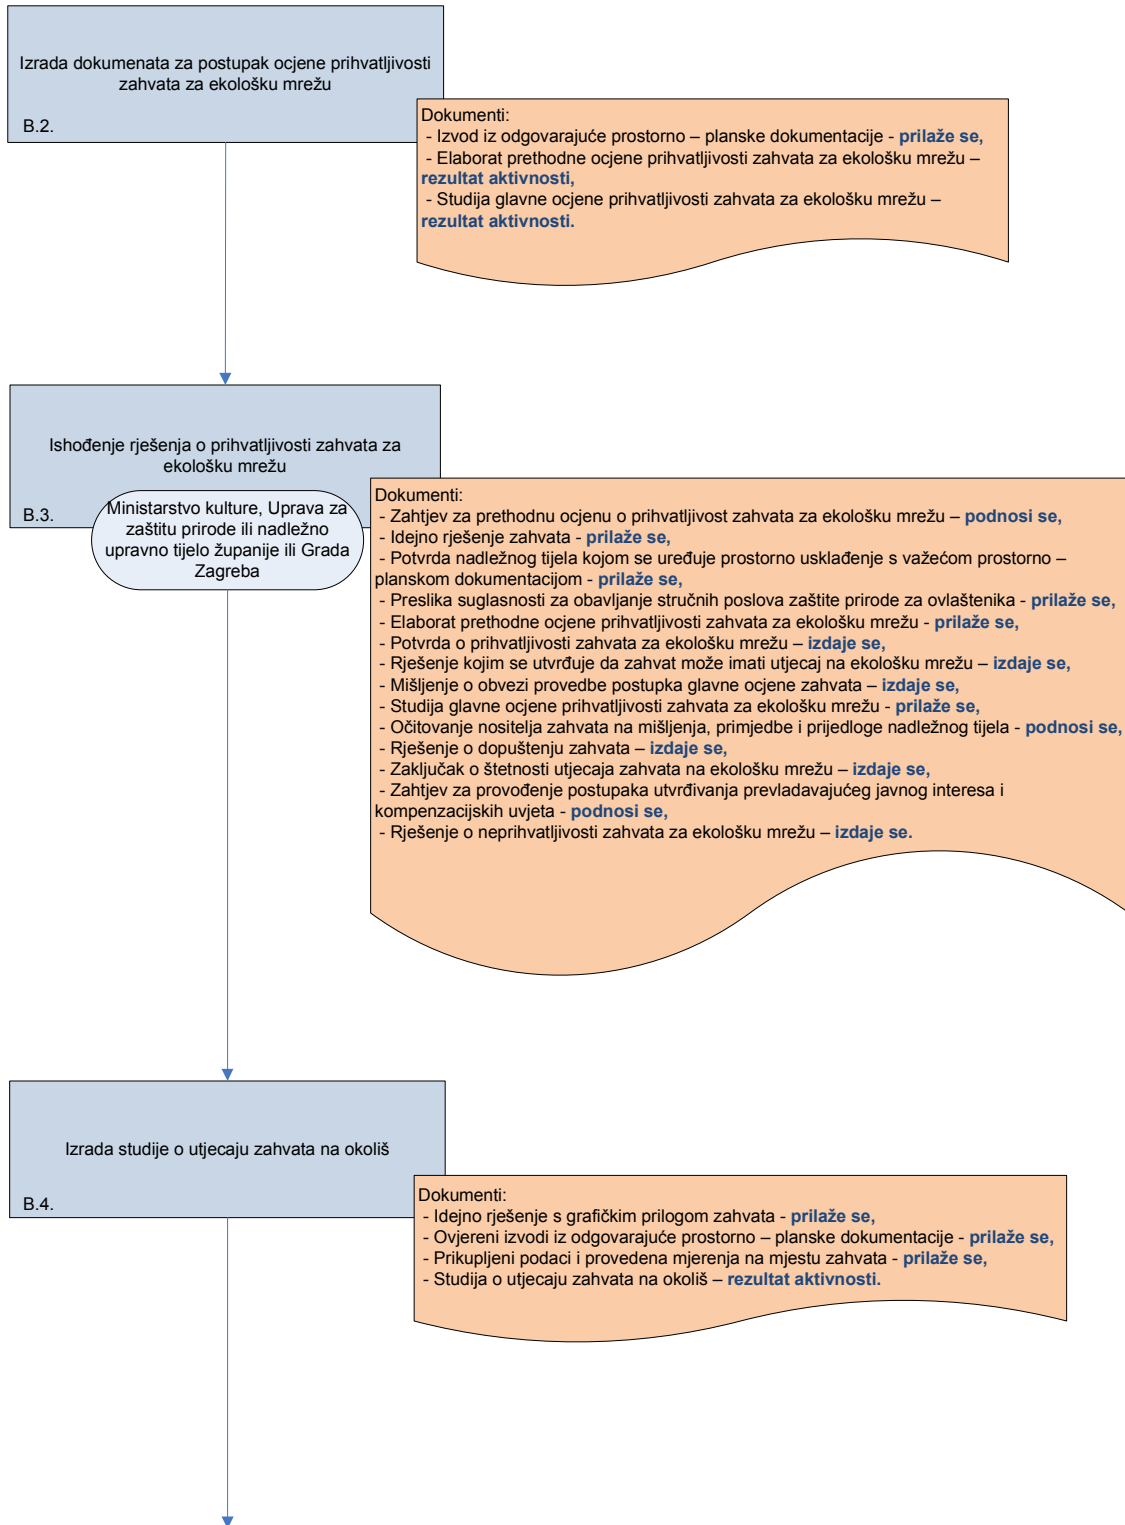 Izrada dokumenata za postupak ocjene prihvatljivosti
zahvata za ekološku mrežu
B.2.
Dokumenti:
- Izvod iz odgovarajuće prostorno – planske dokumentacije - prilaže se,
- Elaborat prethodne ocjene prihvatljivosti zahvata za ekološku mrežu –
rezultat aktivnosti,
- Studija glavne ocjene prihvatljivosti zahvata za ekološku mrežu –
rezultat aktivnosti.
Ishođenje rješenja o prihvatljivosti zahvata za
ekološku mrežu
B.3.
Ministarstvo kulture, Uprava za
zaštitu prirode ili nadležno
upravno tijelo županije ili Grada
Zagreba
Dokumenti:
- Zahtjev za prethodnu ocjenu o prihvatljivost zahvata za ekološku mrežu – podnosi se,
- Idejno rješenje zahvata - prilaže se,
- Potvrda nadležnog tijela kojom se uređuje prostorno usklađenje s važećom prostorno –
planskom dokumentacijom - prilaže se,
- Preslika suglasnosti za obavljanje stručnih poslova zaštite prirode za ovlaštenika - prilaže se,
- Elaborat prethodne ocjene prihvatljivosti zahvata za ekološku mrežu - prilaže se,
- Potvrda o prihvatljivosti zahvata za ekološku mrežu – izdaje se,
- Rješenje kojim se utvrđuje da zahvat može imati utjecaj na ekološku mrežu – izdaje se,
- Mišljenje o obvezi provedbe postupka glavne ocjene zahvata – izdaje se,
- Studija glavne ocjene prihvatljivosti zahvata za ekološku mrežu - prilaže se,
- Očitovanje nositelja zahvata na mišljenja, primjedbe i prijedloge nadležnog tijela - podnosi se,
- Rješenje o dopuštenju zahvata – izdaje se,
- Zaključak o štetnosti utjecaja zahvata na ekološku mrežu – izdaje se,
- Zahtjev za provođenje postupaka utvrđivanja prevladavajućeg javnog interesa i
kompenzacijskih uvjeta - podnosi se,
- Rješenje o neprihvatljivosti zahvata za ekološku mrežu – izdaje se.
Izrada studije o utjecaju zahvata na okoliš
B.4.
Dokumenti:
- Idejno rješenje s grafičkim prilogom zahvata - prilaže se,
- Ovjereni izvodi iz odgovarajuće prostorno – planske dokumentacije - prilaže se,
- Prikupljeni podaci i provedena mjerenja na mjestu zahvata - prilaže se,
- Studija o utjecaju zahvata na okoliš – rezultat aktivnosti.